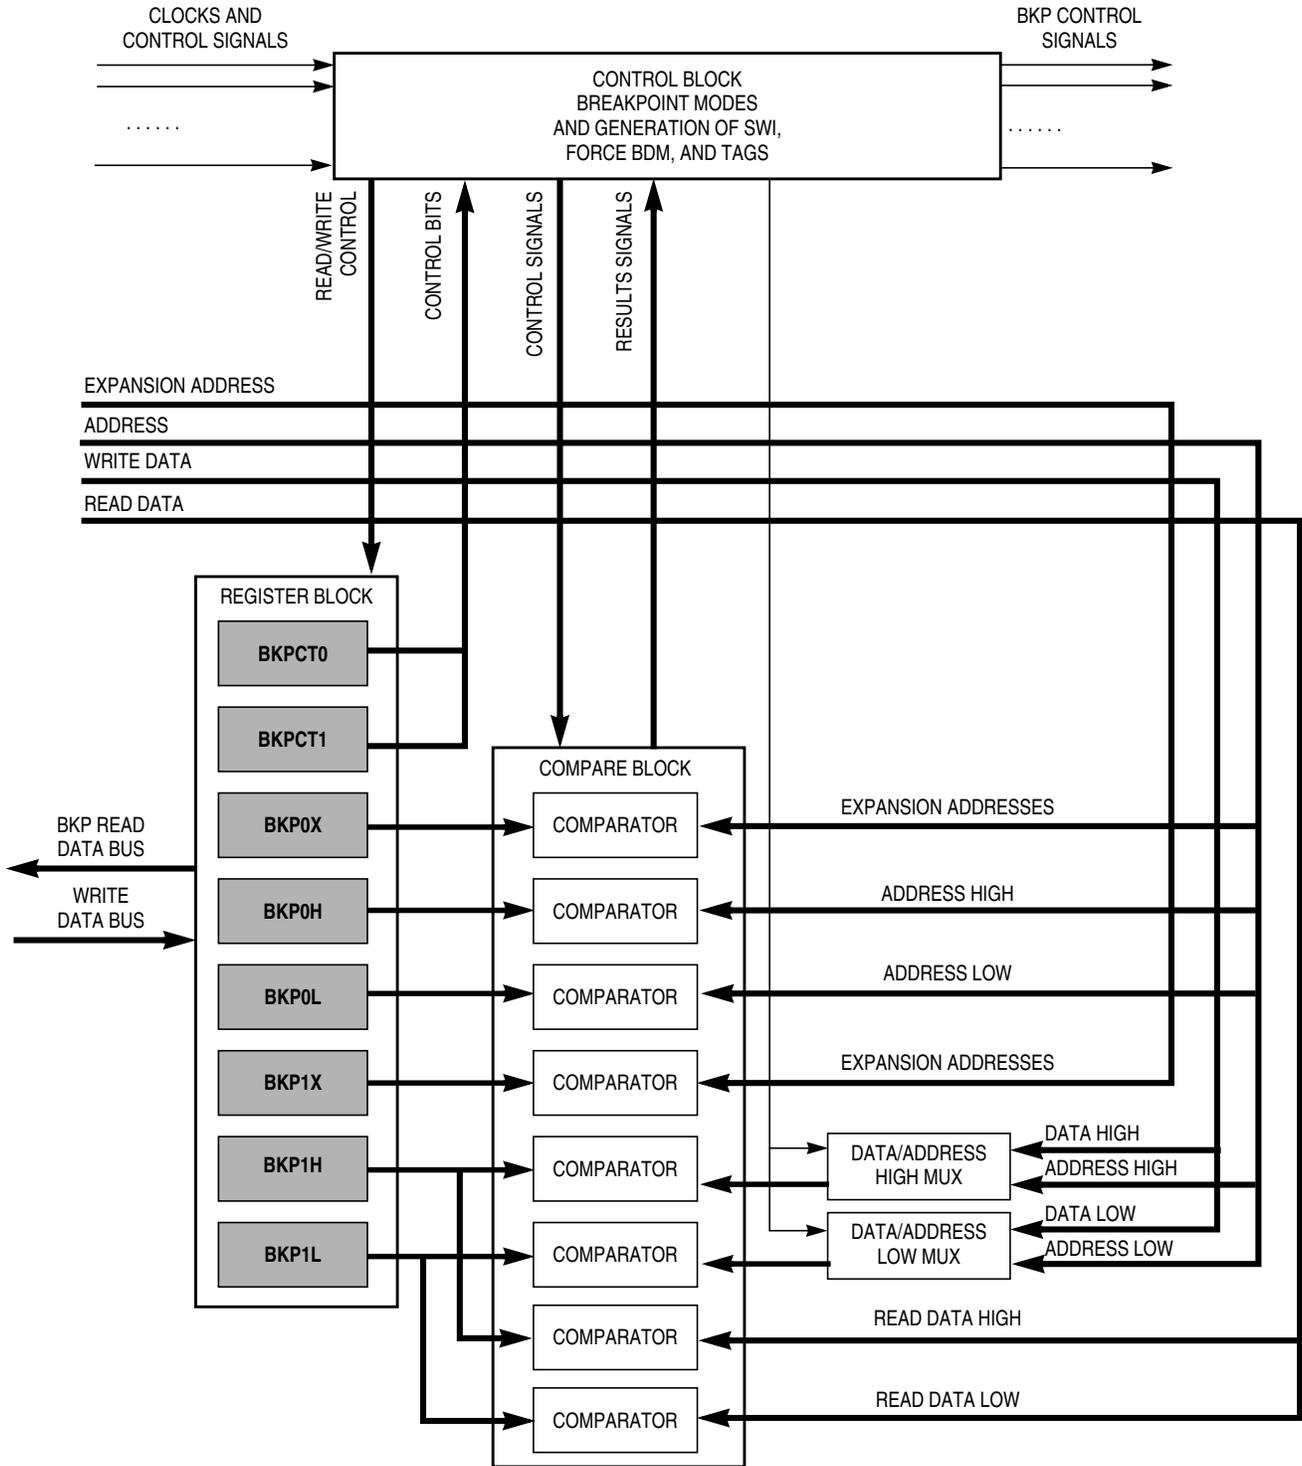 CLOCKS AND
CONTROL SIGNALS
BKP CONTROL
SIGNALS
CONTROL BLOCK
BREAKPOINT MODES
AND GENERATION OF SWI,
FORCE BDM, AND TAGS
. . . . . .
. . . . . .
READ/WRITE
CONTROL
CONTROL BITS
CONTROL SIGNALS
RESULTS SIGNALS
EXPANSION ADDRESS
ADDRESS
WRITE DATA
READ DATA
REGISTER BLOCK
BKPCT0
BKPCT1
COMPARE BLOCK
BKP0X
COMPARATOR
EXPANSION ADDRESSES
BKP READ
DATA BUS
WRITE
DATA BUS
BKP0H
COMPARATOR
ADDRESS HIGH
BKP0L
COMPARATOR
ADDRESS LOW
BKP1X
COMPARATOR
EXPANSION ADDRESSES
BKP1H
COMPARATOR
DATA/ADDRESS
HIGH MUX
DATA HIGH
ADDRESS HIGH
BKP1L
COMPARATOR
DATA/ADDRESS
LOW MUX
DATA LOW
ADDRESS LOW
COMPARATOR
READ DATA HIGH
COMPARATOR
READ DATA LOW